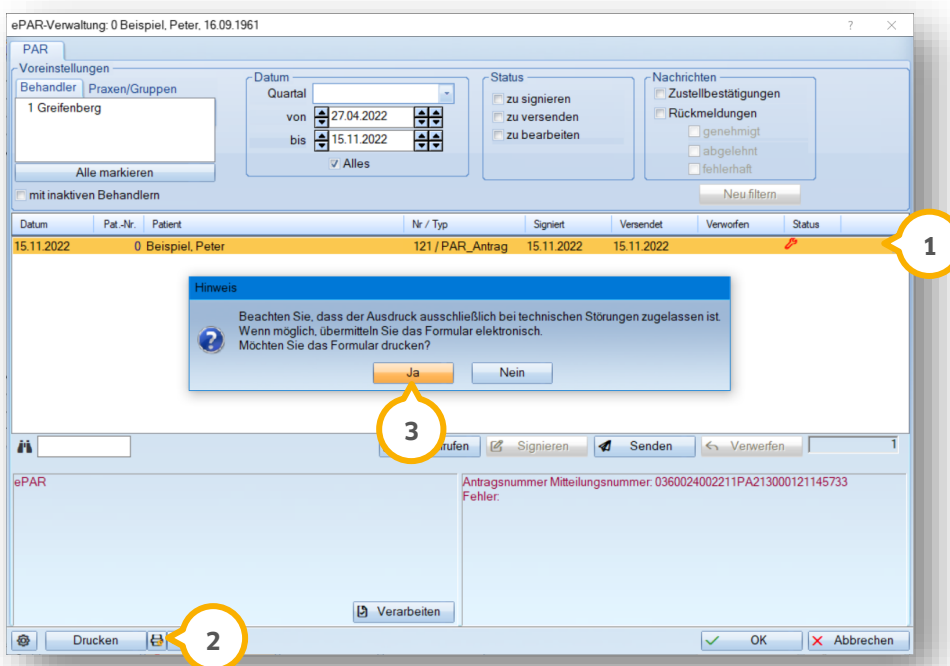 ePAR-Verwaltung: 0 Beispiel, Peter, 16.09.1961
?
PAR
Voreinstellungen
Behandler Praxen/Gruppen
1 Greifenberg
Alle markieren
mit inaktiven Behandlern
Datum
Quartal
von 27.04.2022
bis 15.11.2022
Alles
Status
zu signieren
zu versenden
zu bearbeiten
Nachrichten
Zustellbestätigungen
Rückmeldungen
genehmigt
abgelehnt
fehlerhaft
Neu filtern
Datum Pat.-Nr. Patient Nr / Typ Signiert Versendet Verworfen Status
15.11.2022 0 Beispiel, Peter 121 / PAR_Antrag 15.11.2022 15.11.2022
1
Hinweis
Beachten Sie, dass der Ausdruck ausschließlich bei technischen Störungen zugelassen ist.
Wenn möglich, übermitteln Sie das Formular elektronisch.
Möchten Sie das Formular drucken?
Ja Nein
3
Signieren Senden Verwerfen 1
ePAR
Antragsnummer Mitteilungsnummer: 0360024002211PA213000121145733
Fehler:
Verarbeiten
Drucken 2 OK Abbrechen